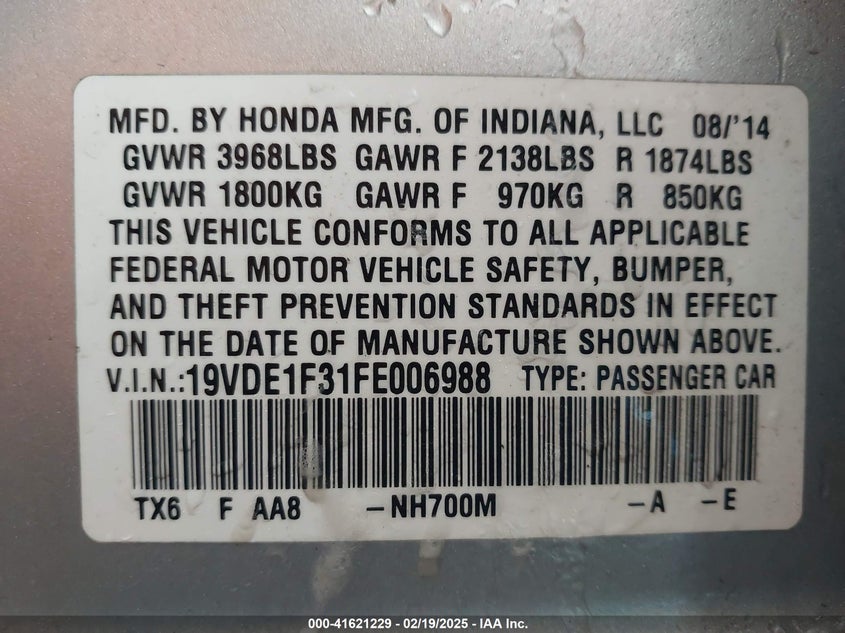 MFD. BY HONDA MFG. OF INDIANA, LLC 08/'14
GVWR 3968LBS GAWR F 2138LBS R 1874LBS
GVWR 1800KG GAWR F 970KG R 850KG
THIS VEHICLE CONFORMS TO ALL APPLICABLE
FEDERAL MOTOR VEHICLE SAFETY, BUMPER,
AND THEFT PREVENTION STANDARDS IN EFFECT
ON THE DATE OF MANUFACTURE SHOWN ABOVE.
V.I.N.:19VDE1F31FE006988 TYPE: PASSENGER CAR
TX6 F AA8 -NH700M -A -E
000-41621229 - 02/19/2025 - IAA Inc.